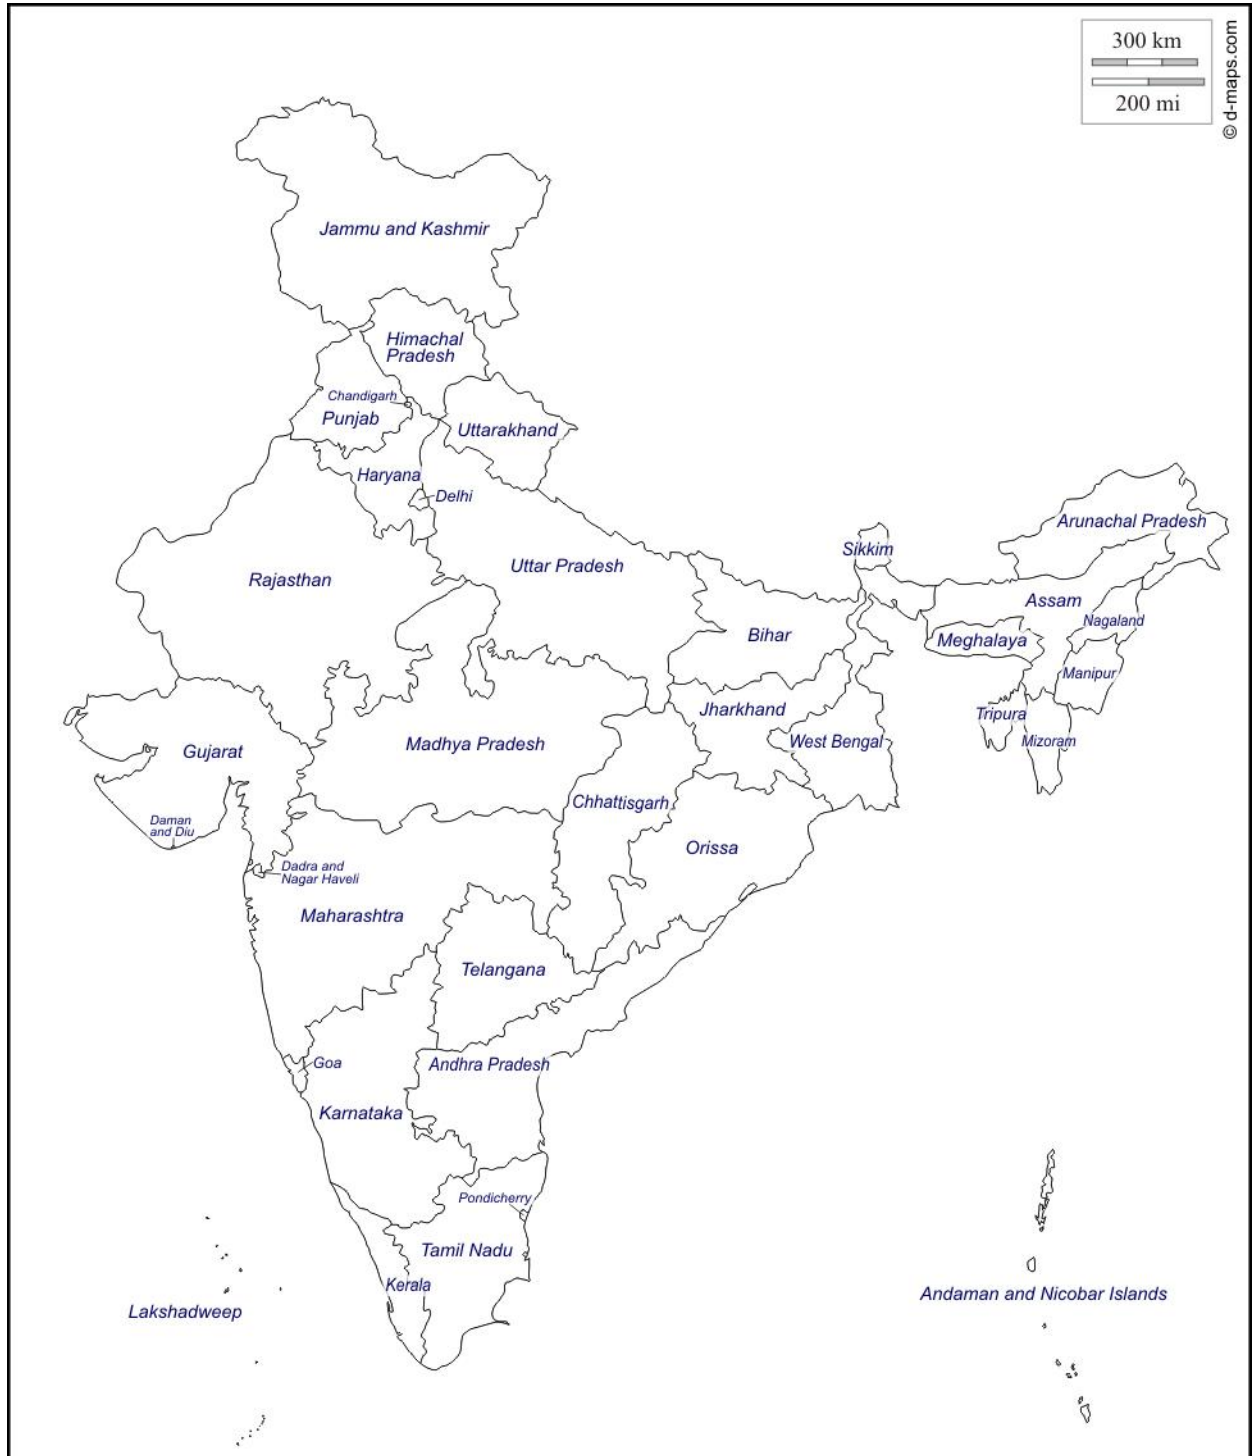 300 km
200 mi
© d-maps.com
Jammu and Kashmir
Himachal
Pradesh
Chandigarh
Punjab
Uttarakhand
Haryana
Delhi
Arunachal Pradesh
Sikkim
Uttar Pradesh
Rajasthan
Assam
Nagaland
Bihar
Meghalaya
Manipur
Jharkhand
Tripura
West Bengal
Mizoram
Madhya Pradesh
Gujarat
Chhattisgarh
Daman
and Diu
Orissa
Dadra and
Nagar Haveli
Maharashtra
Telangana
Goa
Andhra Pradesh
Karnataka
Pondicherry
Tamil Nadu
Kerala
Andaman and Nicobar Islands
Lakshadweep